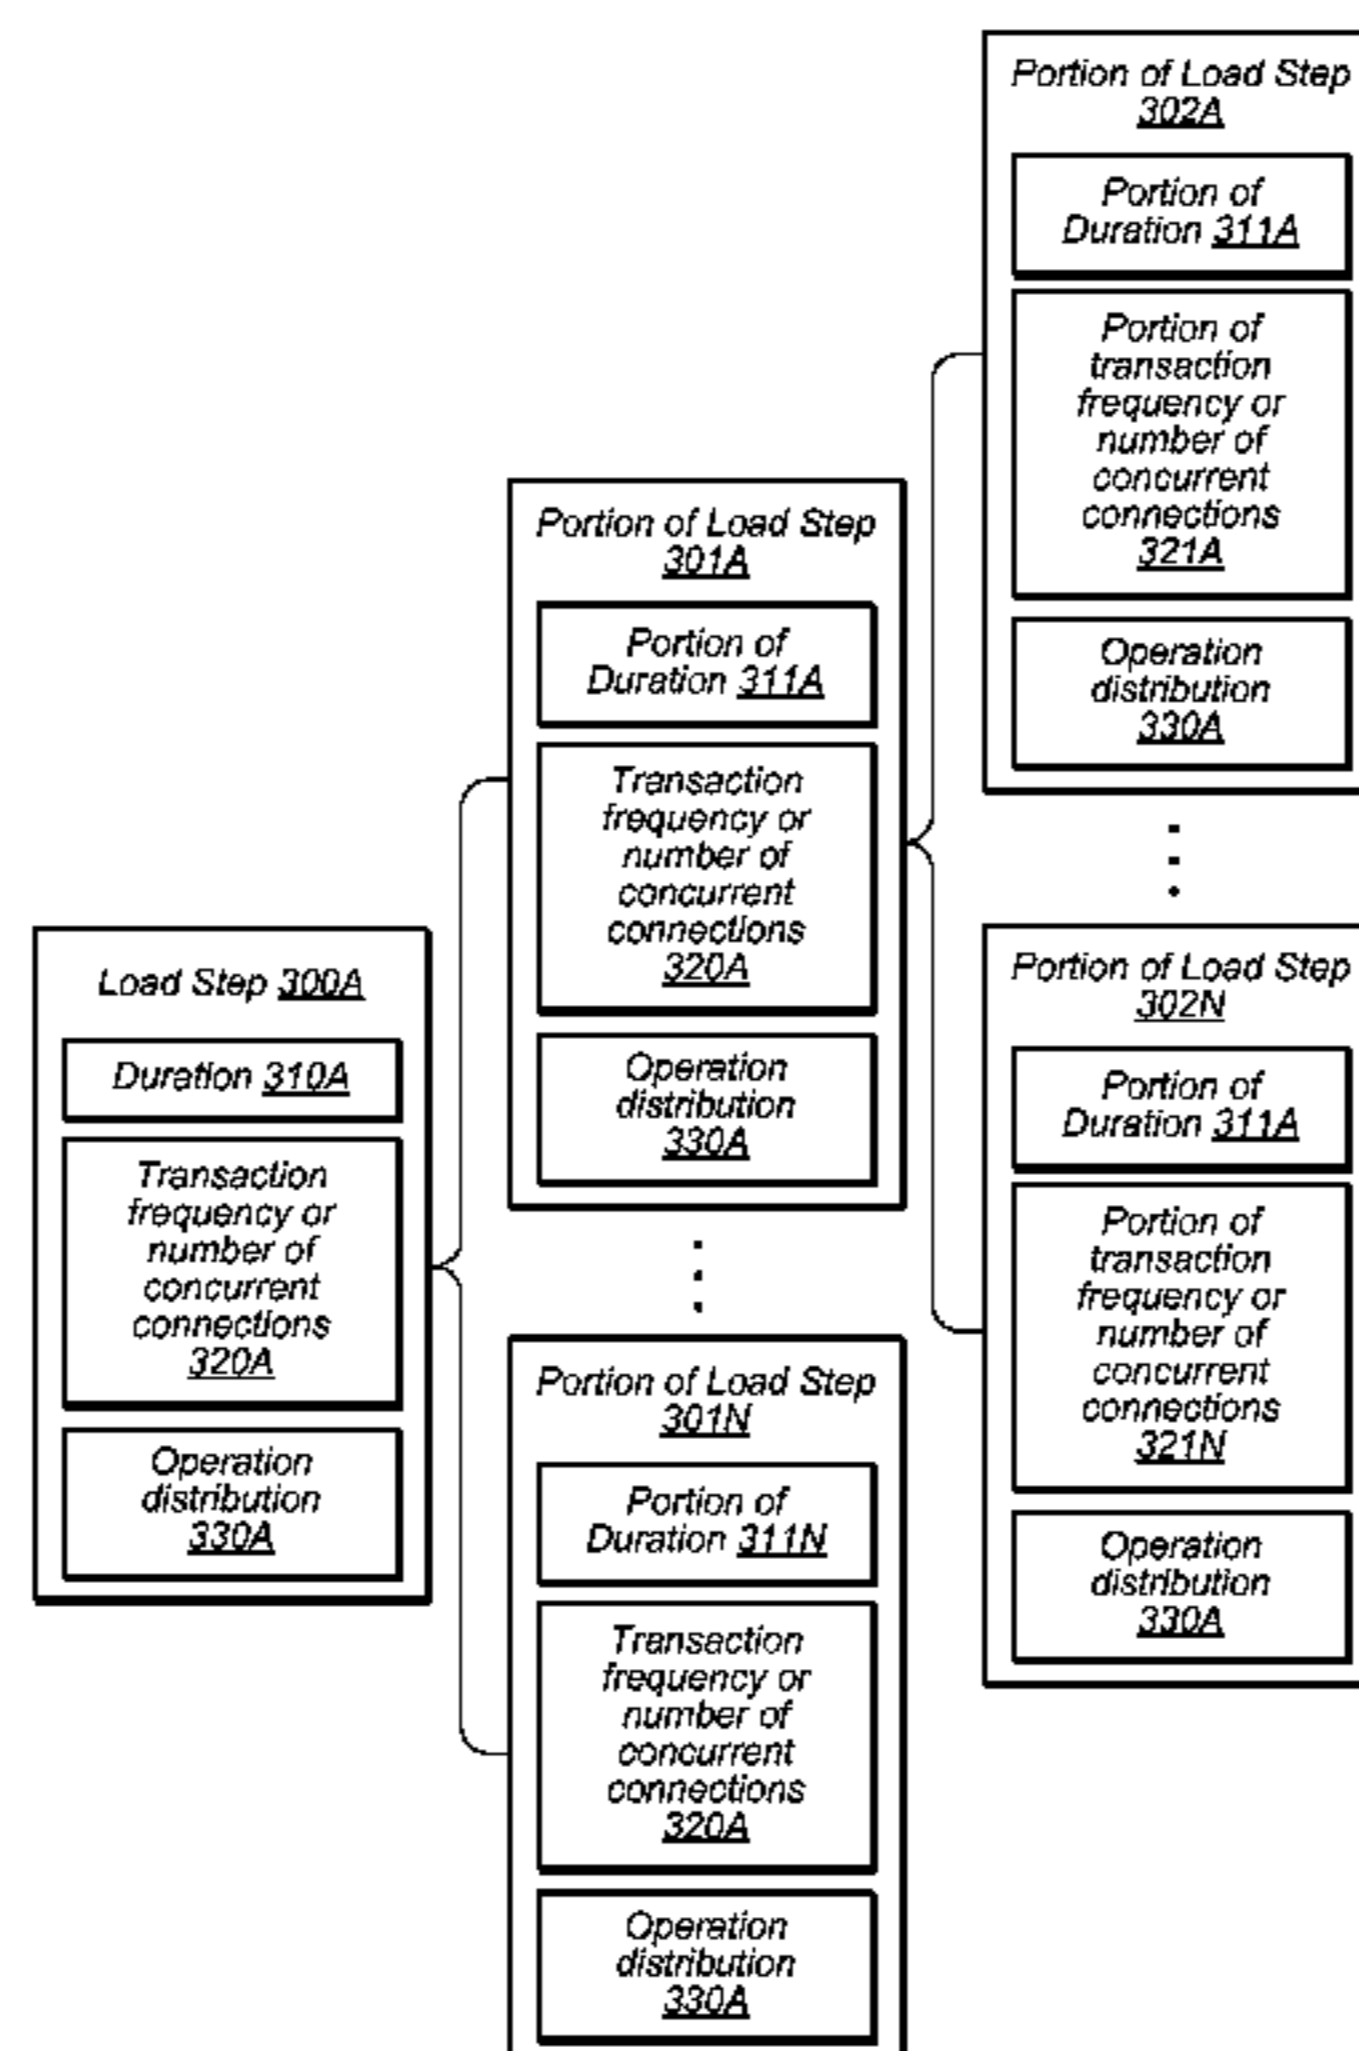 Load Step 300A
Duration 310A
Transaction
frequency or
number of
concurrent
connections
320A
Operation
distribution
330A
Portion of Load Step
301A
Portion of
Duration 311A
Transaction
frequency or
number of
concurrent
connections
320A
Operation
distribution
330A
Portion of Load Step
301N
Portion of
Duration 311N
Transaction
frequency or
number of
concurrent
connections
320A
Operation
distribution
330A
Portion of Load Step
302A
Portion of
Duration 311A
Portion of
transaction
frequency or
number of
concurrent
connections
321A
Operation
distribution
330A
Portion of Load Step
302N
Portion of
Duration 311A
Portion of
transaction
frequency or
number of
concurrent
connections
321N
Operation
distribution
330A